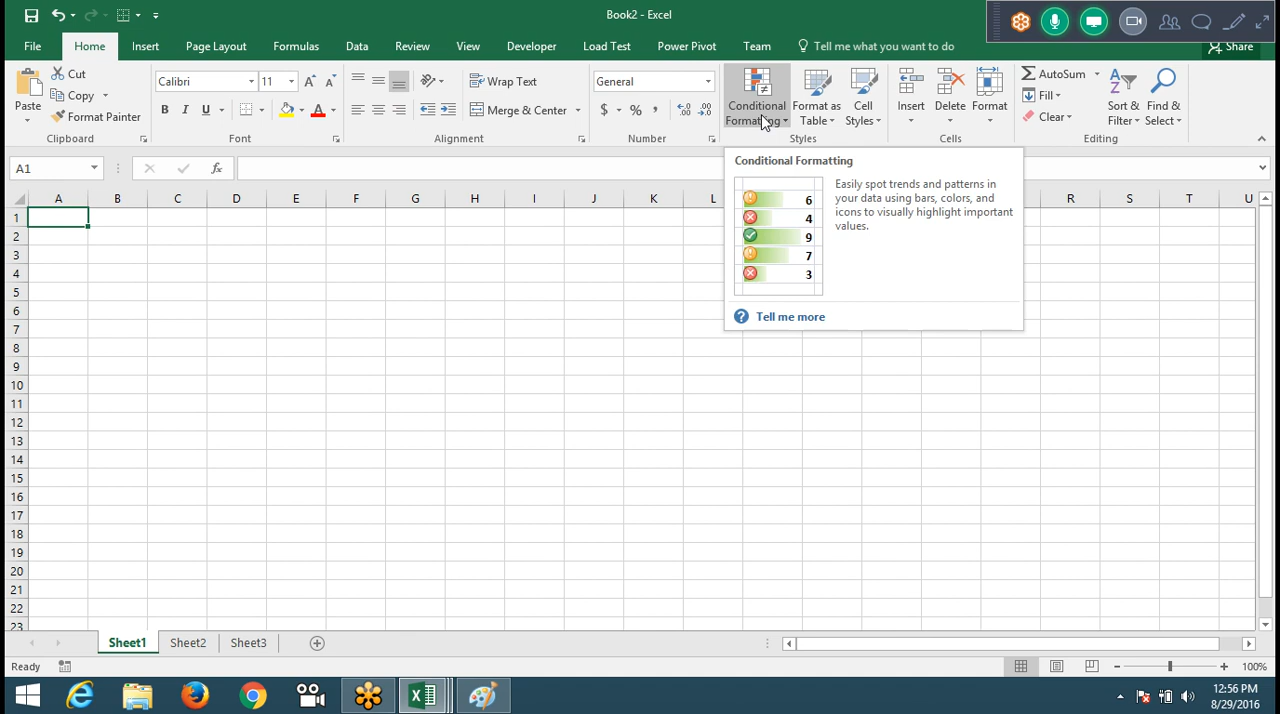 Book2 - Excel
File Home Insert Page Layout Formulas Data Review View Developer Load Test Power Pivot Team Tell me what you want to do Share
Paste
Cut
Copy
Format Painter
Clipboard
Calibri 11
B I U
Font
Wrap Text
Merge & Center
Alignment
General
$ % ,
Number
Conditional Formatting
Format as Table
Cell Styles
Styles
Insert Delete Format
Cells
AutoSum
Fill
Clear
Sort & Filter
Find & Select
Editing
A1 fx
Conditional Formatting
6
4
9
7
3
Easily spot trends and patterns in
your data using bars, colors, and
icons to visually highlight important
values.
Tell me more
A B C D E F G H I J K L R S T U
1
2
3
4
5
6
7
8
9
10
11
12
13
14
15
16
17
18
19
20
21
22
23
Sheet1 Sheet2 Sheet3
Ready 100%
12:56 PM
8/29/2016